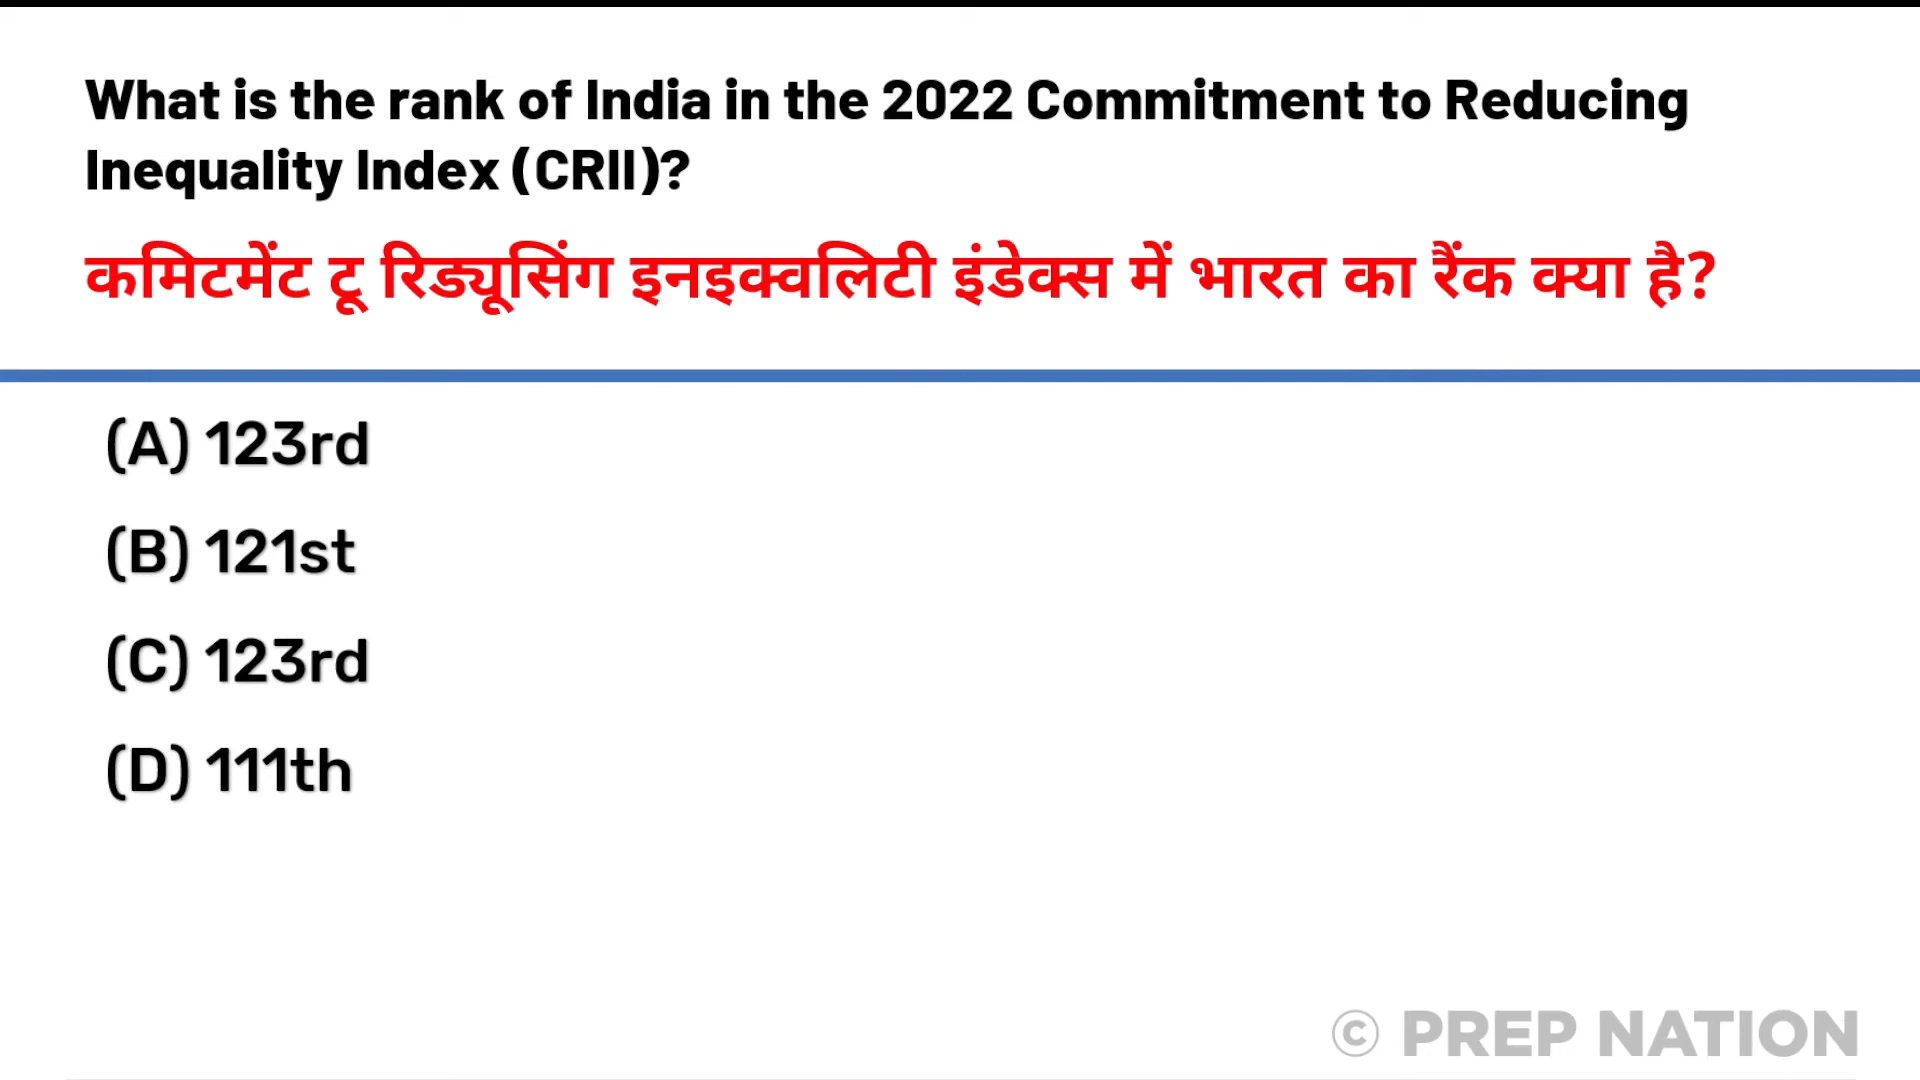 What is the rank of India in the 2022 Commitment to Reducing
Inequality Index (CRII)?
कमिटमेंट टू रिड्यूसिंग इनइक्वलिटी इंडेक्स में भारत का रैंक क्या है?
(A) 123rd
(B) 121st
(C) 123rd
(D) 111th
© PREP NATION